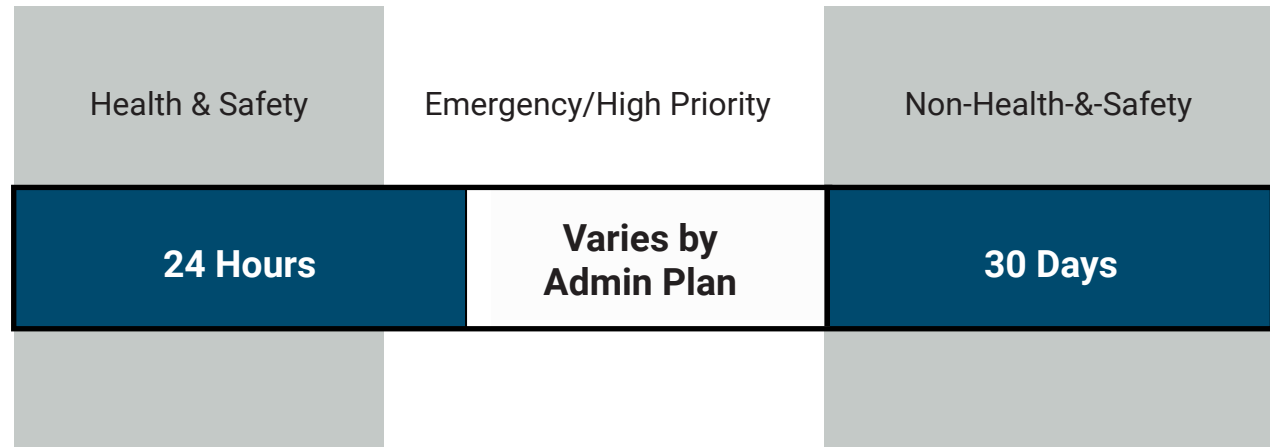 Health & Safety
Emergency/High Priority
Non-Health-&-Safety
24 Hours
Varies by
Admin Plan
30 Days